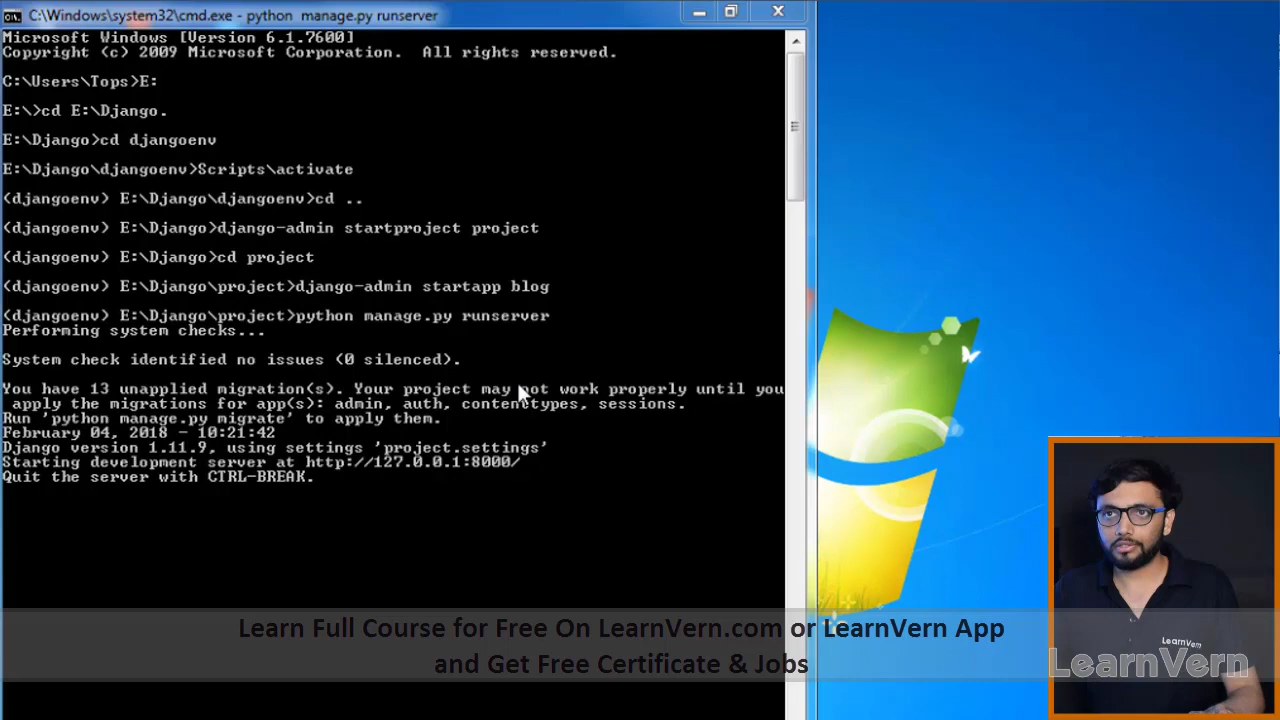 C:\Windows\system32\cmd.exe - python manage.py runserver
Microsoft Windows [Version 6.1.7600]
Copyright (c) 2009 Microsoft Corporation. All rights reserved.
C:\Users\Tops>E:
E:\>cd E:\Django.
E:\Django>cd djangoenv
E:\Django\djangoenv>Scripts\activate
(djangoenv) E:\Django\djangoenv>cd ..
(djangoenv) E:\Django>django-admin startproject project
(djangoenv) E:\Django>cd project
(djangoenv) E:\Django\project>django-admin startapp blog
(djangoenv) E:\Django\project>python manage.py runserver
Performing system checks...
System check identified no issues (0 silenced).
You have 13 unapplied migration(s). Your project may not work properly until you
apply the migrations for app(s): admin, auth, contenttypes, sessions.
Run 'python manage.py migrate' to apply them.
February 04, 2018 - 10:21:42
Django version 1.11.9, using settings 'project.settings'
Starting development server at http://127.0.0.1:8000/
Quit the server with CTRL-BREAK.
Learn Full Course for Free On LearnVern.com or LearnVern App
and Get Free Certificate & Jobs
LearnVern
LearnVern